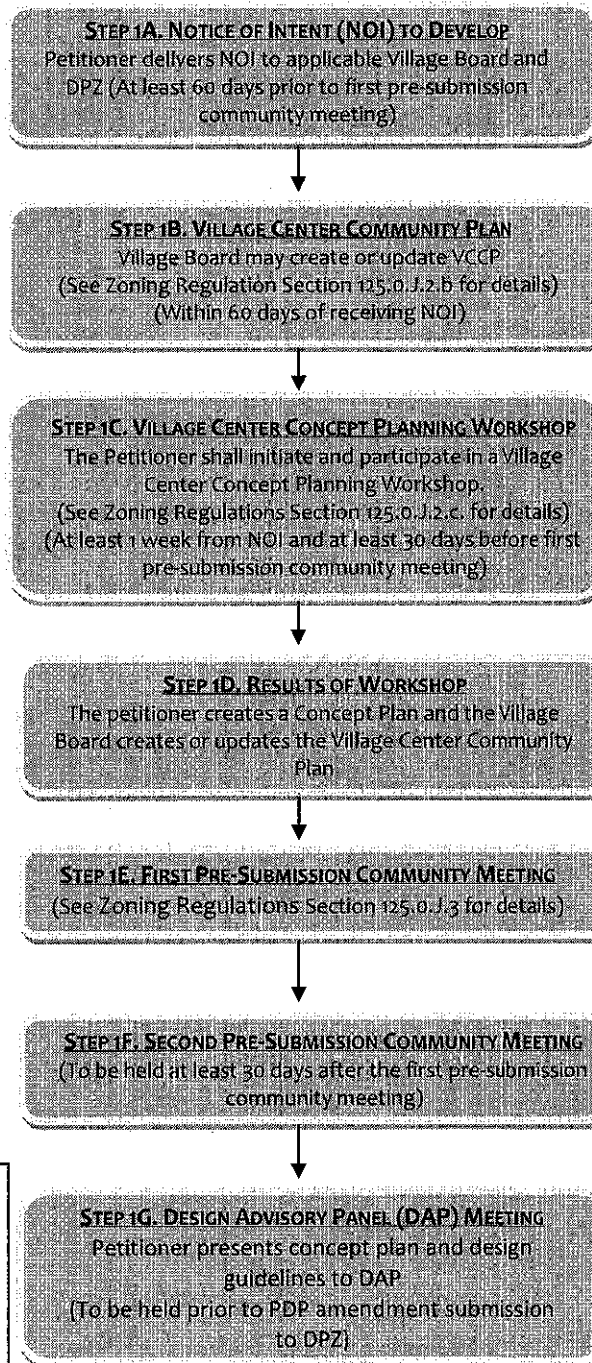 STEP 1A. NOTICE OF INTENT (NOI) TO DEVELOP
Petitioner delivers NOI to applicable Village Board and
DPZ (At least 60 days prior to first pre-submission
community meeting)
STEP 1B. VILLAGE CENTER COMMUNITY PLAN
Village Board may create or update VCCP
(See Zoning Regulation Section 125.0.J.2.b for details)
(Within 60 days of receiving NOI)
STEP 1C. VILLAGE CENTER CONCEPT PLANNING WORKSHOP
The Petitioner shall initiate and participate in a Village
Center Concept Planning Workshop.
(See Zoning Regulations Section 125.0.J.2.c. for details)
(At least 1 week from NOI and at least 30 days before first
pre-submission community meeting)
STEP 1D. RESULTS OF WORKSHOP
The petitioner creates a Concept Plan and the Village
Board creates or updates the Village Center Community
Plan
STEP 1E. FIRST PRE-SUBMISSION COMMUNITY MEETING
(See Zoning Regulations Section 125.0.J.3 for details)
STEP 1F. SECOND PRE-SUBMISSION COMMUNITY MEETING
(To be held at least 30 days after the first pre-submission
community meeting)
STEP 1G. DESIGN ADVISORY PANEL (DAP) MEETING
Petitioner presents concept plan and design
guidelines to DAP
(To be held prior to PDP amendment submission
to DPZ)